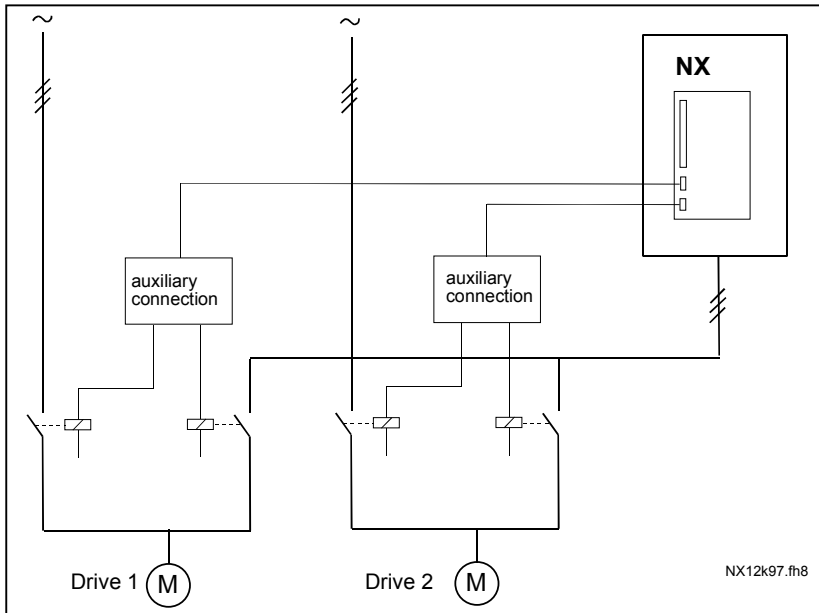 ~
~
NX
auxiliary
connection
auxiliary
connection
Drive 1
M
Drive 2
M
NX12k97.fh8